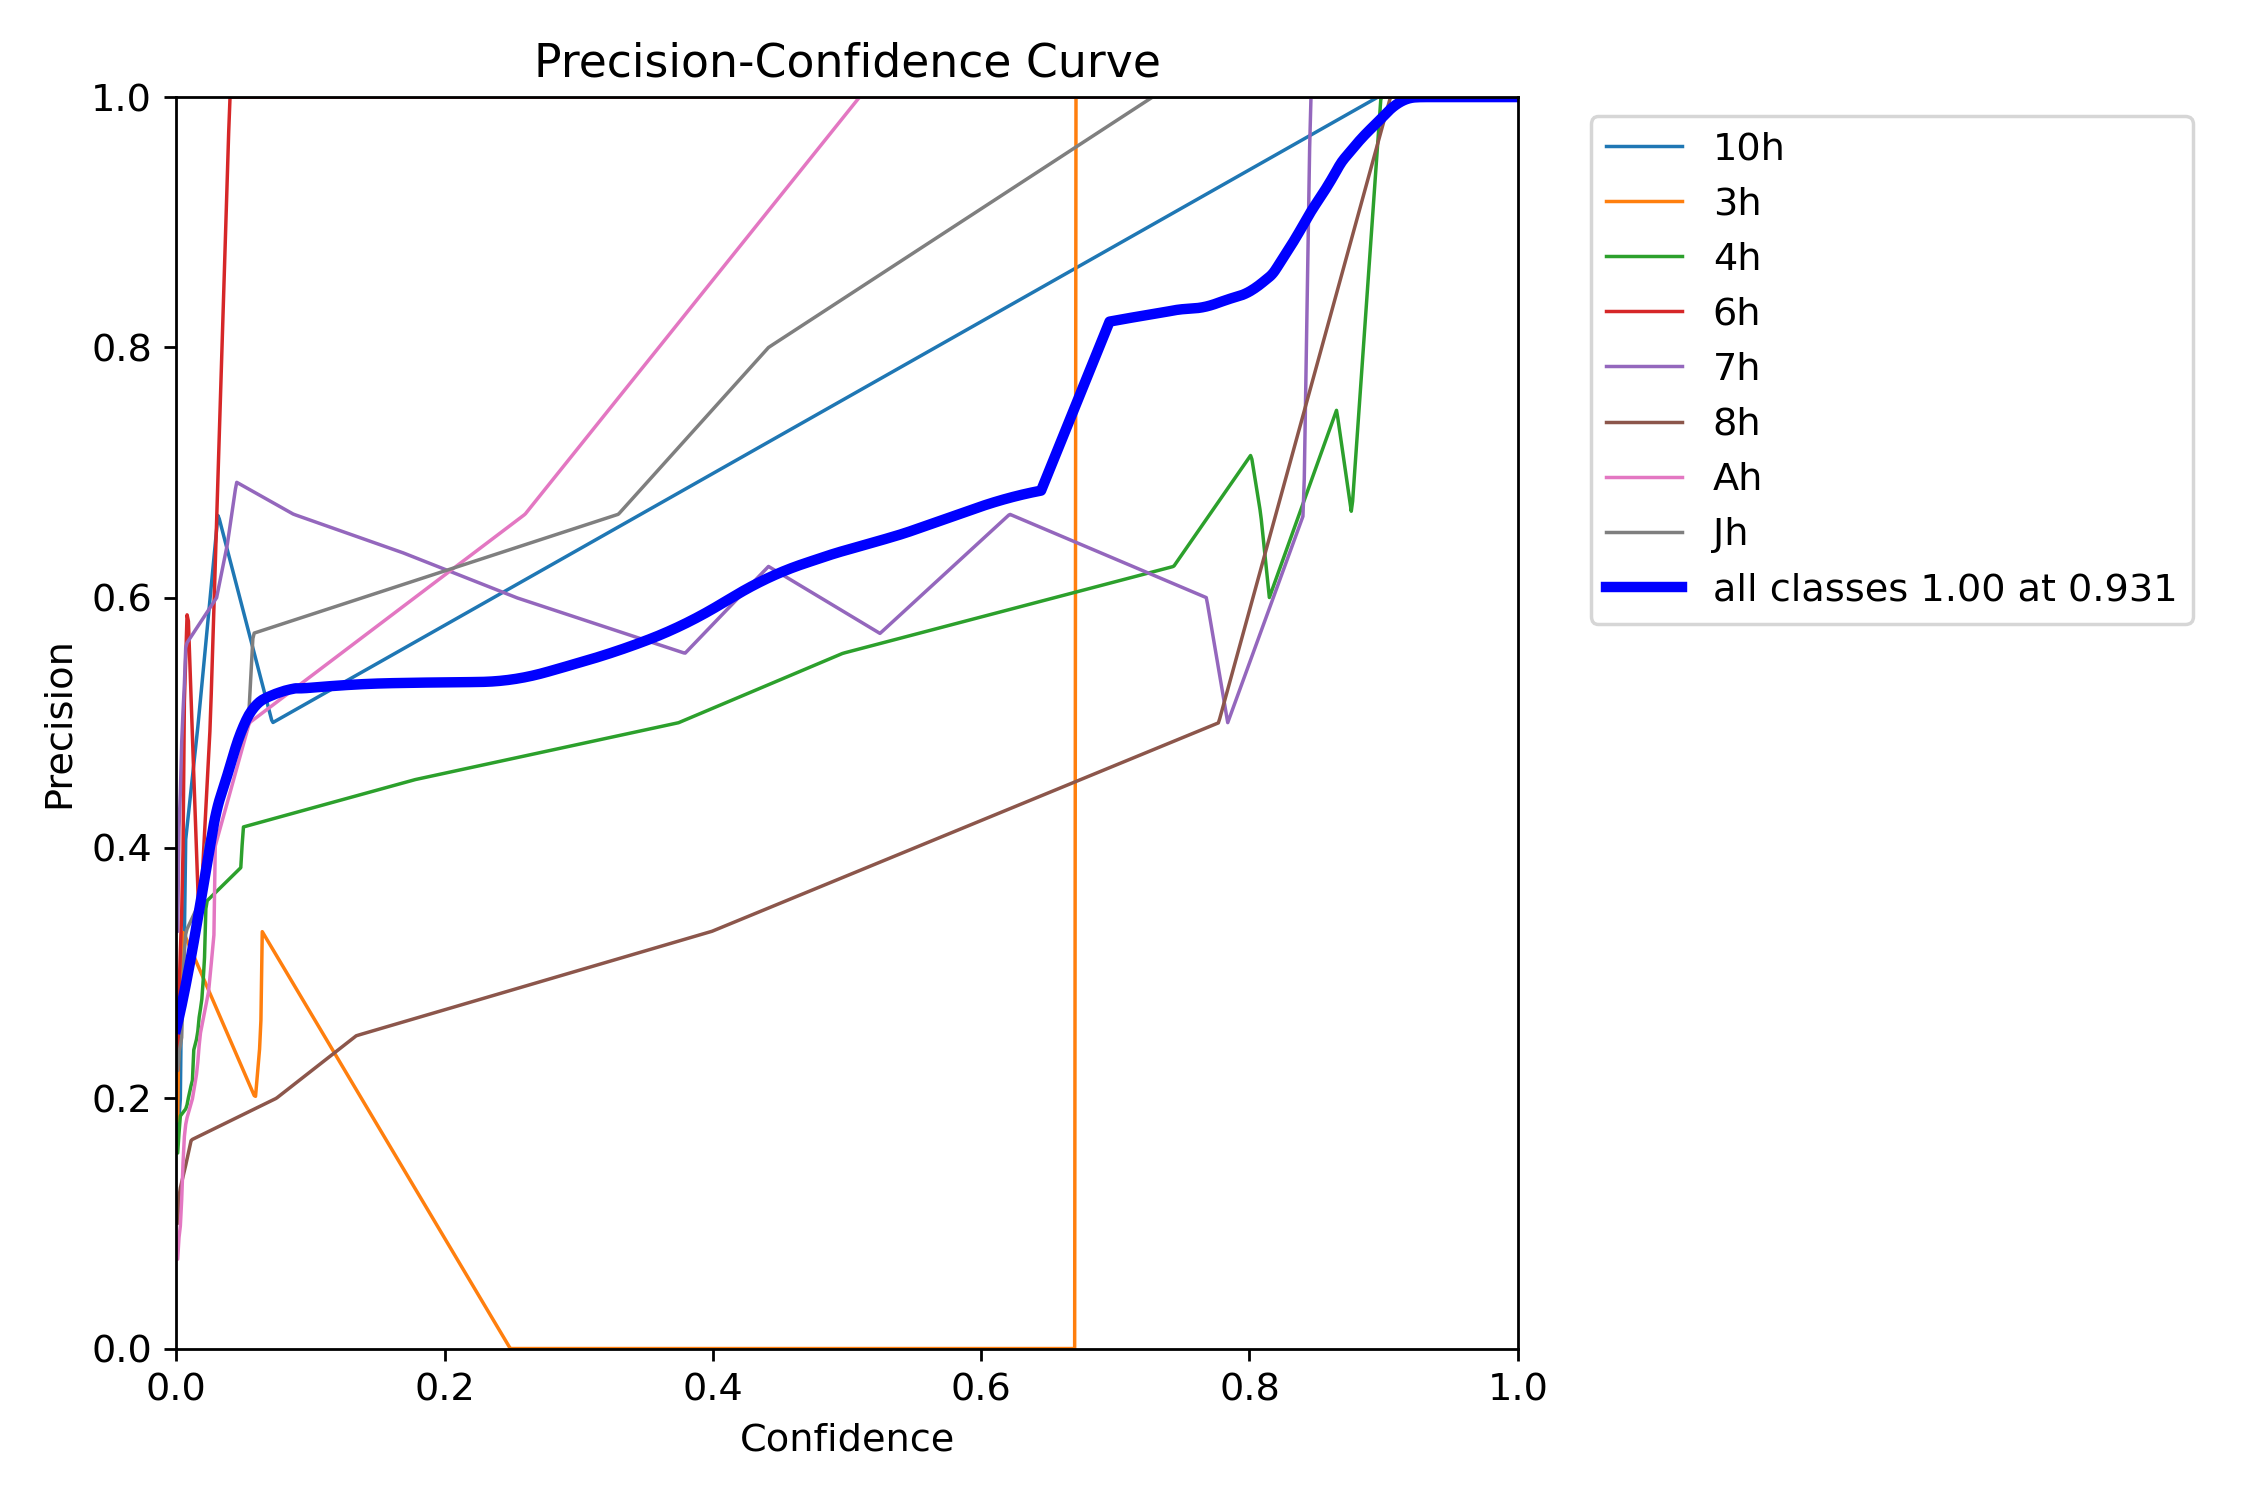 Precision-Confidence Curve
1.0
0.8
0.6
0.4
0.2
0.0
Precision
0.0 0.2 0.4 0.6 0.8 1.0
Confidence
10h
3h
4h
6h
7h
8h
Ah
Jh
all classes 1.00 at 0.931